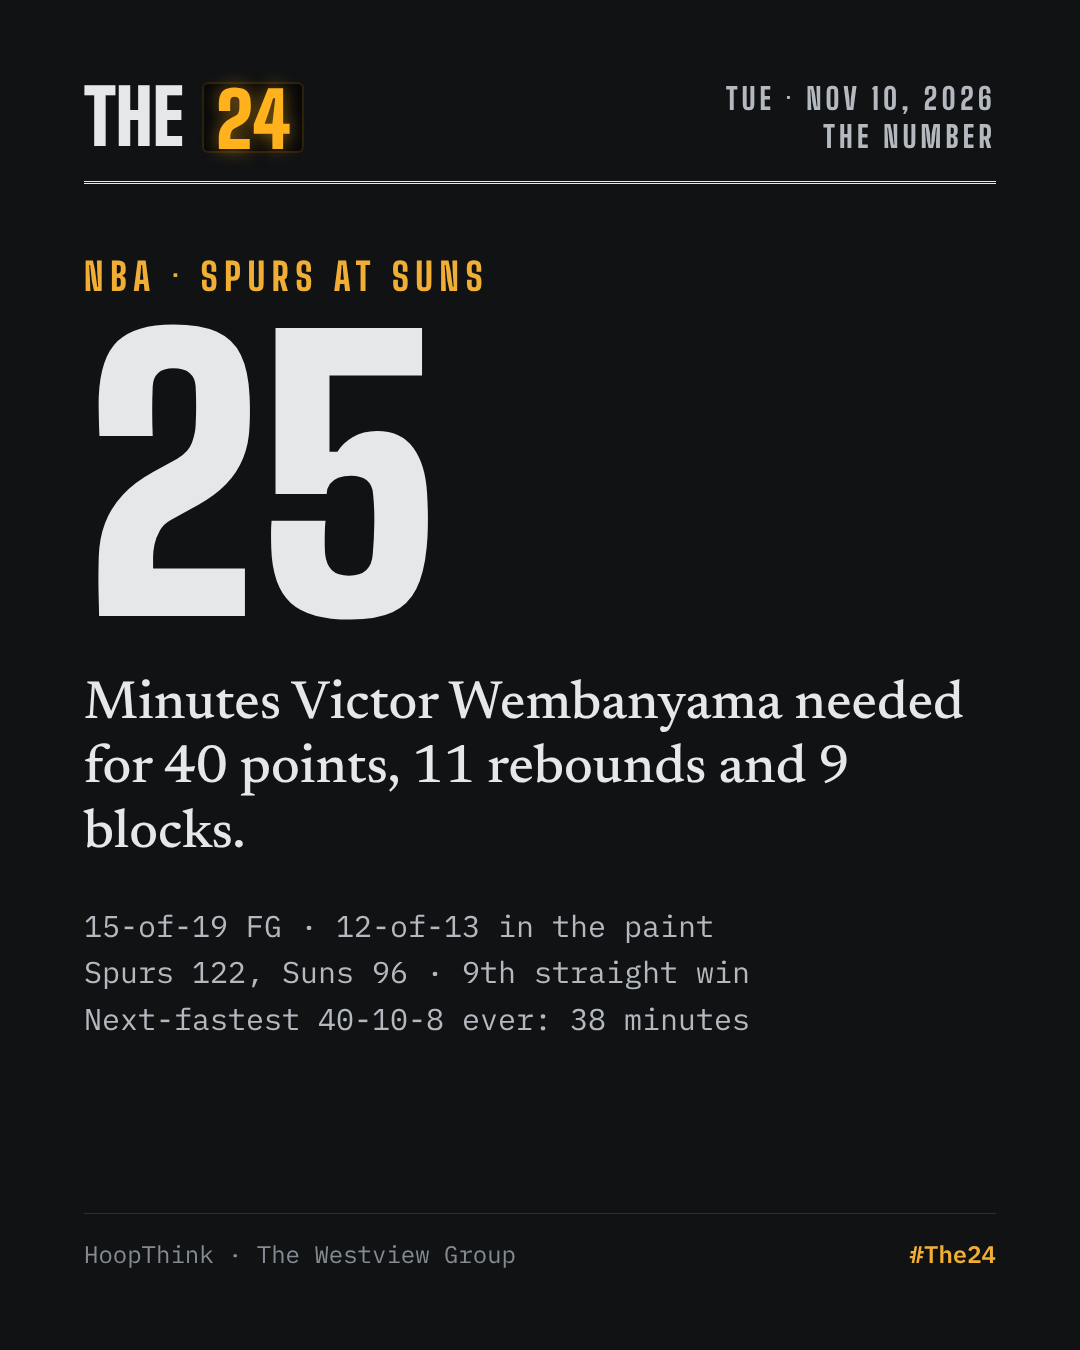 THE 24
TUE · NOV 10, 2026
THE NUMBER
NBA · SPURS AT SUNS
25
Minutes Victor Wembanyama needed
for 40 points, 11 rebounds and 9
blocks.
15-of-19 FG · 12-of-13 in the paint
Spurs 122, Suns 96 · 9th straight win
Next-fastest 40-10-8 ever: 38 minutes
HoopThink · The Westview Group
#The24